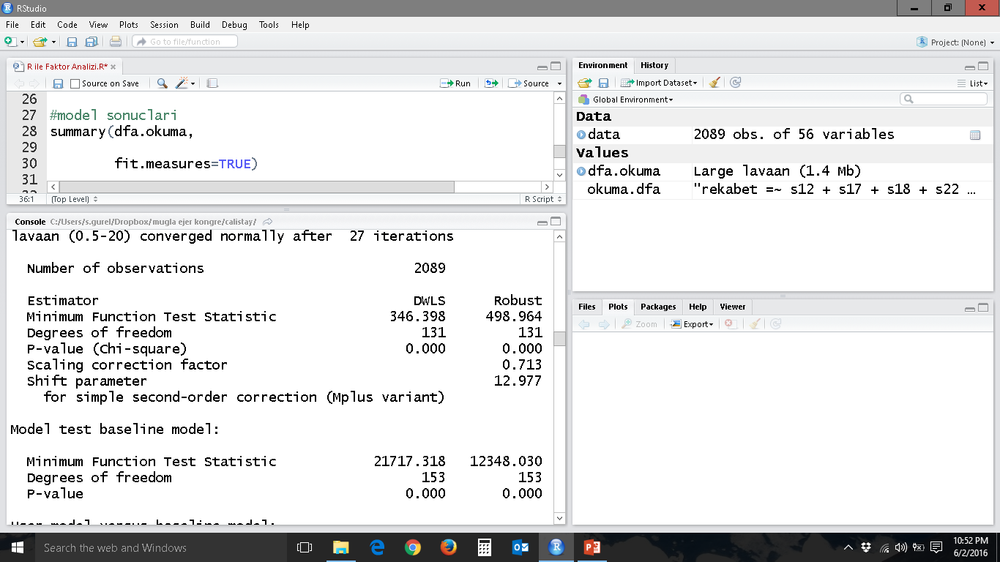 RStudio
File Edit Code View Plots Session Build Debug Tools Help
Go to file/function
Project: (None)
R ile Faktor Analizi.R*
Source on Save Run Source
26
27 #model sonuclari
28 summary(dfa.okuma,
29
30 fit.measures=TRUE)
31
36:1 (Top Level) R Script
Console C:/Users/s.gurel/Dropbox/mugla ejer kongre/calistay/
lavaan (0.5-20) converged normally after 27 iterations
Number of observations 2089
Estimator DWLS Robust
Minimum Function Test Statistic 346.398 498.964
Degrees of freedom 131 131
P-value (Chi-square) 0.000 0.000
Scaling correction factor 0.713
Shift parameter 12.977
for simple second-order correction (Mplus variant)
Model test baseline model:
Minimum Function Test Statistic 21717.318 12348.030
Degrees of freedom 153 153
P-value 0.000 0.000
User model versus baseline model:
Environment History
Import Dataset List
Global Environment
Data
data 2089 obs. of 56 variables
Values
dfa.okuma Large lavaan (1.4 Mb)
okuma.dfa "rekabet =~ s12 + s17 + s18 + s22 …
Files Plots Packages Help Viewer
Zoom Export
Search the web and Windows
10:52 PM
6/2/2016